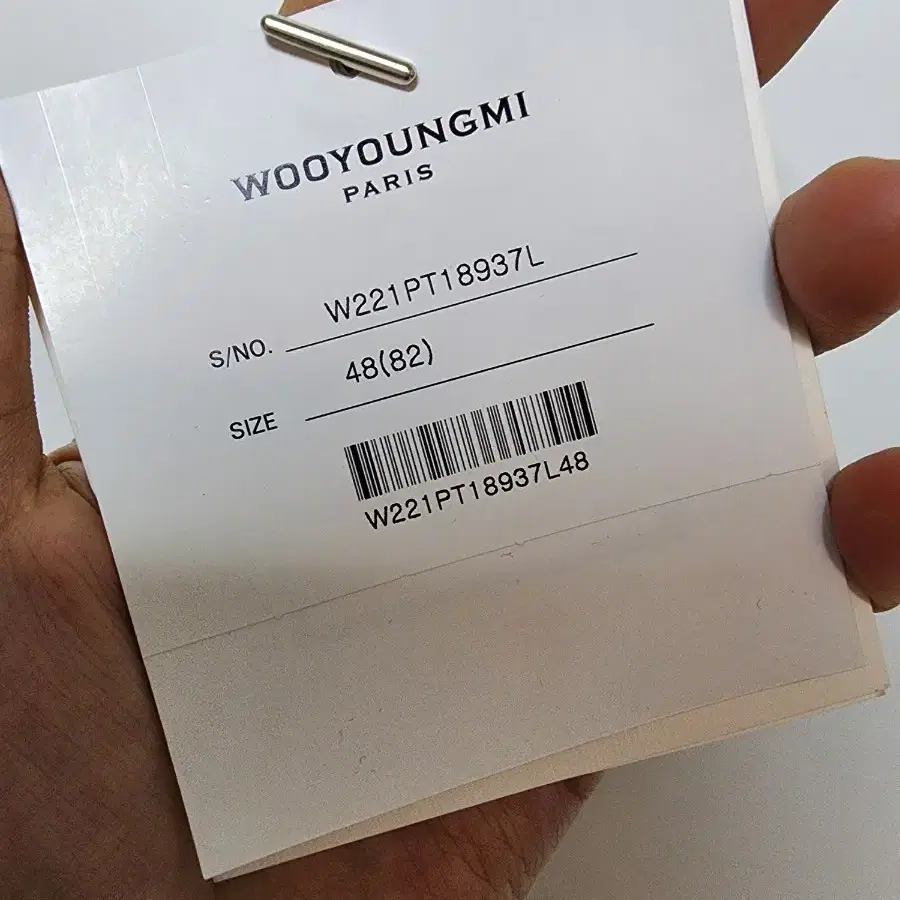 WOOYOUNGMI
PARIS
S/NO. W221PT18937L
SIZE 48(82)
W221PT18937L48